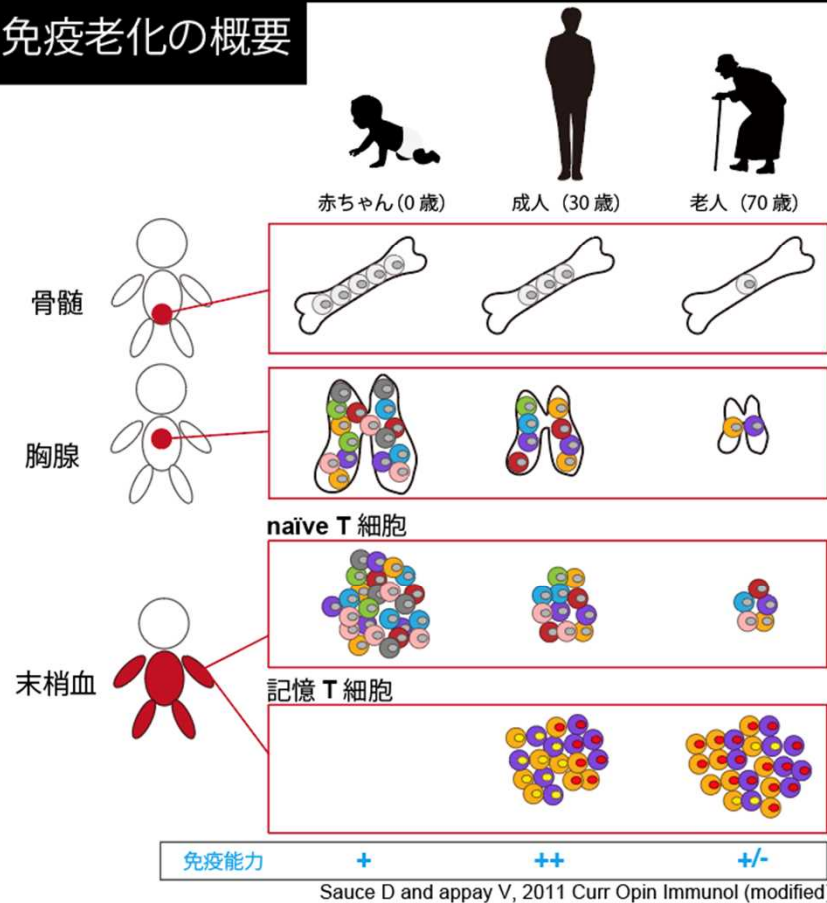 免疫老化の概要
赤ちゃん（0 歳） 成人（30 歳） 老人（70 歳）
骨髄
胸腺
naïve T 細胞
末梢血
記憶 T 細胞
免疫能力 + ++ +/-
Sauce D and appay V, 2011 Curr Opin Immunol (modified